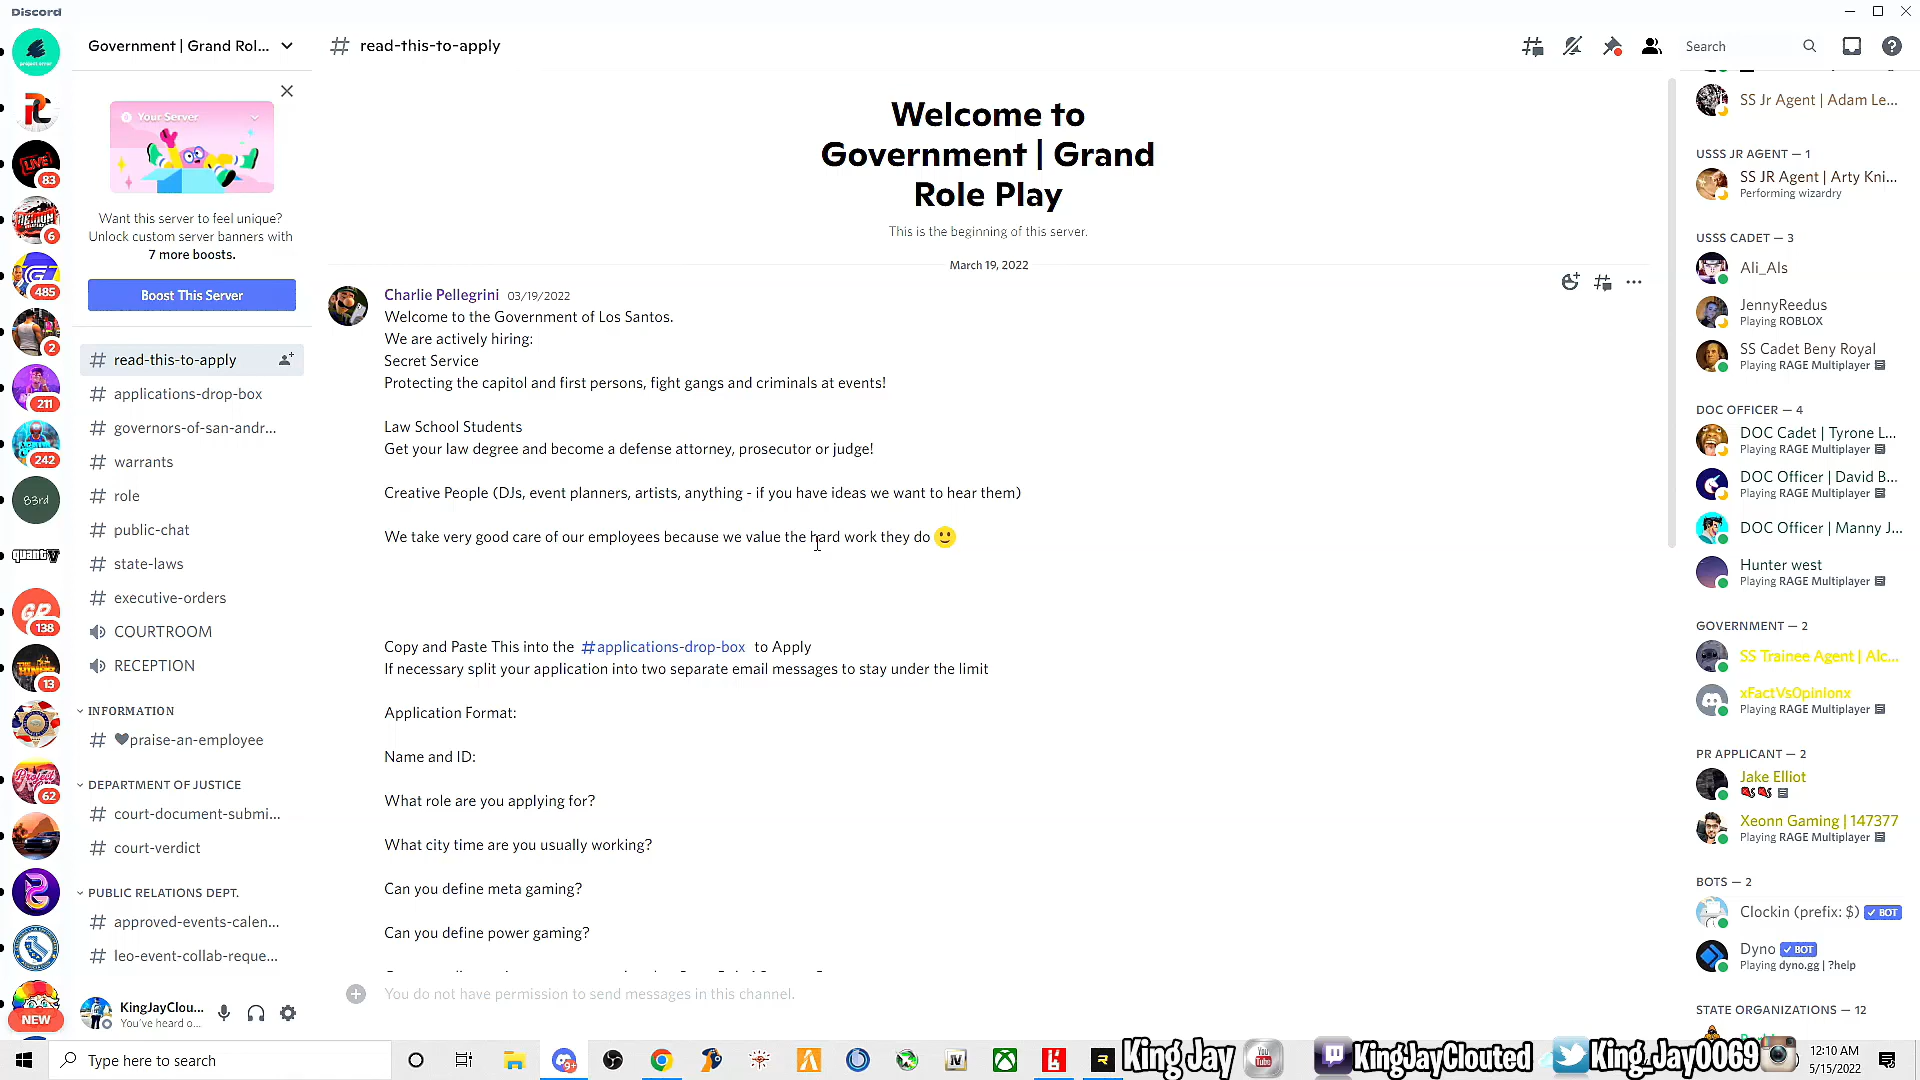 Discord
Government | Grand Rol...
Your Server
Want this server to feel unique?
Unlock custom server banners with
7 more boosts.
Boost This Server
read-this-to-apply
applications-drop-box
governors-of-san-andr...
warrants
role
public-chat
state-laws
executive-orders
COURTROOM
RECEPTION
INFORMATION
praise-an-employee
DEPARTMENT OF JUSTICE
court-document-submi...
court-verdict
PUBLIC RELATIONS DEPT.
approved-events-calen...
leo-event-collab-reque...
KingJayClou...
You've heard o...
LIVE
83
6
485
2
211
242
83rd
QUANTV
GR
138
13
62
NEW
# read-this-to-apply
Search
Welcome to
Government | Grand
Role Play
This is the beginning of this server.
March 19, 2022
Charlie Pellegrini 03/19/2022
Welcome to the Government of Los Santos.
We are actively hiring:
Secret Service
Protecting the capitol and first persons, fight gangs and criminals at events!
Law School Students
Get your law degree and become a defense attorney, prosecutor or judge!
Creative People (DJs, event planners, artists, anything - if you have ideas we want to hear them)
We take very good care of our employees because we value the hard work they do
Copy and Paste This into the #applications-drop-box to Apply
If necessary split your application into two separate email messages to stay under the limit
Application Format:
Name and ID:
What role are you applying for?
What city time are you usually working?
Can you define meta gaming?
Can you define power gaming?
You do not have permission to send messages in this channel.
SS Jr Agent | Adam Le...
USSS JR AGENT — 1
SS JR Agent | Arty Kni...
Performing wizardry
USSS CADET — 3
Ali_Als
JennyReedus
Playing ROBLOX
SS Cadet Beny Royal
Playing RAGE Multiplayer
DOC OFFICER — 4
DOC Cadet | Tyrone L...
Playing RAGE Multiplayer
DOC Officer | David B...
Playing RAGE Multiplayer
DOC Officer | Manny J...
Hunter west
Playing RAGE Multiplayer
GOVERNMENT — 2
SS Trainee Agent | Alc...
xFactVsOpinionx
Playing RAGE Multiplayer
PR APPLICANT — 2
Jake Elliot
Xeonn Gaming | 147377
Playing RAGE Multiplayer
BOTS — 2
Clockin (prefix: $) BOT
Dyno BOT
Playing dyno.gg | ?help
STATE ORGANIZATIONS — 12
Type here to search
King Jay
You Tube
KingJayClouted
King_Jay0069
12:10 AM
5/15/2022